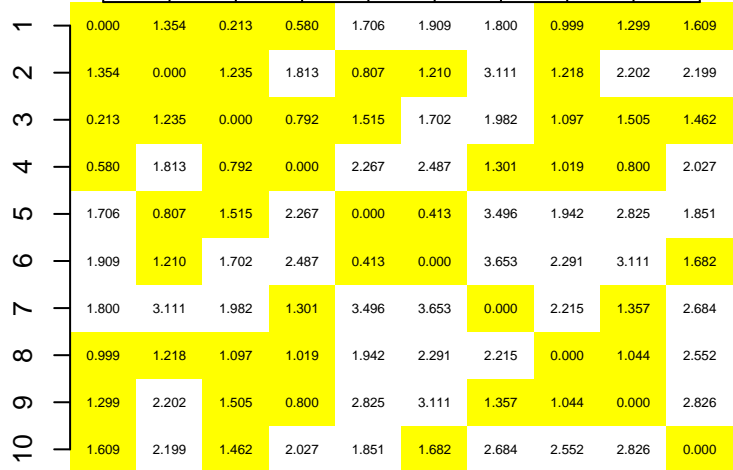 1 0.000 1.354 0.213 0.580 1.706 1.909 1.800 0.999 1.299 1.609
2 1.354 0.000 1.235 1.813 0.807 1.210 3.111 1.218 2.202 2.199
3 0.213 1.235 0.000 0.792 1.515 1.702 1.982 1.097 1.505 1.462
4 0.580 1.813 0.792 0.000 2.267 2.487 1.301 1.019 0.800 2.027
5 1.706 0.807 1.515 2.267 0.000 0.413 3.496 1.942 2.825 1.851
6 1.909 1.210 1.702 2.487 0.413 0.000 3.653 2.291 3.111 1.682
7 1.800 3.111 1.982 1.301 3.496 3.653 0.000 2.215 1.357 2.684
8 0.999 1.218 1.097 1.019 1.942 2.291 2.215 0.000 1.044 2.552
9 1.299 2.202 1.505 0.800 2.825 3.111 1.357 1.044 0.000 2.826
10 1.609 2.199 1.462 2.027 1.851 1.682 2.684 2.552 2.826 0.000